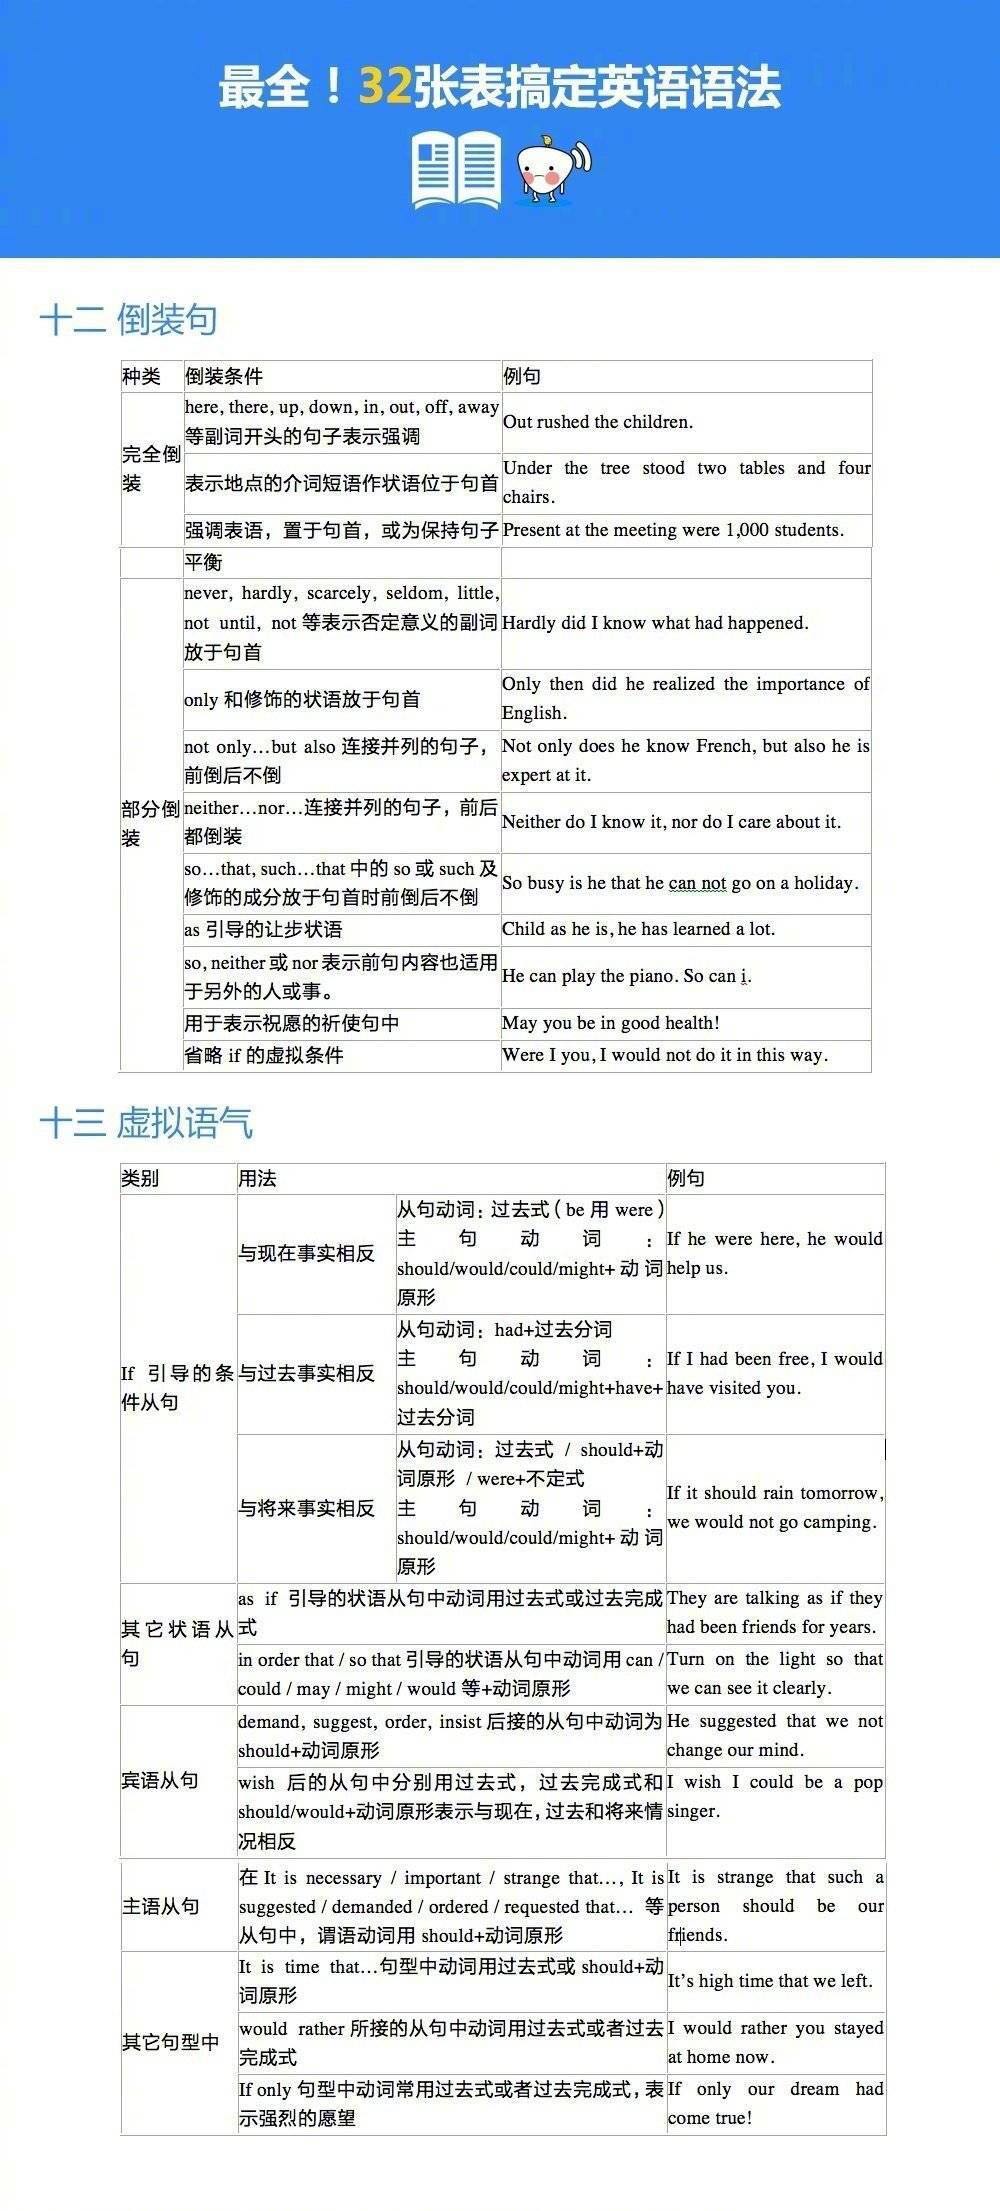 最全！32张表搞定英语语法
十二 倒装句
种类 倒装条件 例句
完全倒
装
here, there, up, down, in, out, off, away
等副词开头的句子表示强调
Out rushed the children.
表示地点的介词短语作状语位于句首
Under the tree stood two tables and four
chairs.
强调表语，置于句首，或为保持句子
Present at the meeting were 1,000 students.
平衡
部分倒
装
never, hardly, scarcely, seldom, little,
not until, not 等表示否定意义的副词
放于句首
Hardly did I know what had happened.
only 和修饰的状语放于句首
Only then did he realized the importance of
English.
not only…but also 连接并列的句子，
前倒后不倒
Not only does he know French, but also he is
expert at it.
neither…nor…连接并列的句子，前后
都倒装
Neither do I know it, nor do I care about it.
so…that, such…that 中的 so 或 such 及
修饰的成分放于句首时前倒后不倒
So busy is he that he can not go on a holiday.
as 引导的让步状语
Child as he is, he has learned a lot.
so, neither 或 nor 表示前句内容也适用
于另外的人或事。
He can play the piano. So can i.
用于表示祝愿的祈使句中
May you be in good health!
省略 if 的虚拟条件
Were I you, I would not do it in this way.
十三 虚拟语气
类别 用法 例句
If 引导的条
件从句
与现在事实相反
从句动词：过去式（be 用 were）
主句动词：
should/would/could/might+ 动词
原形
If he were here, he would
help us.
与过去事实相反
从句动词：had+过去分词
主句动词：
should/would/could/might+have+
过去分词
If I had been free, I would
have visited you.
与将来事实相反
从句动词：过去式 / should+动
词原形 / were+不定式
主句动词：
should/would/could/might+ 动词
原形
If it should rain tomorrow,
we would not go camping.
其它状语从
句
as if 引导的状语从句中动词用过去式或过去完成
式
They are talking as if they
had been friends for years.
in order that / so that 引导的状语从句中动词用 can /
could / may / might / would 等+动词原形
Turn on the light so that
we can see it clearly.
宾语从句
demand, suggest, order, insist 后接的从句中动词为
should+动词原形
He suggested that we not
change our mind.
wish 后的从句中分别用过去式，过去完成式和
should/would+动词原形表示与现在，过去和将来情
况相反
I wish I could be a pop
singer.
主语从句
在 It is necessary / important / strange that…, It is
suggested / demanded / ordered / requested that… 等
从句中，谓语动词用 should+动词原形
It is strange that such a
person should be our
friends.
其它句型中
It is time that…句型中动词用过去式或 should+动
词原形
It’s high time that we left.
would rather 所接的从句中动词用过去式或者过去
完成式
I would rather you stayed
at home now.
If only 句型中动词常用过去式或者过去完成式，表
示强烈的愿望
If only our dream had
come true!